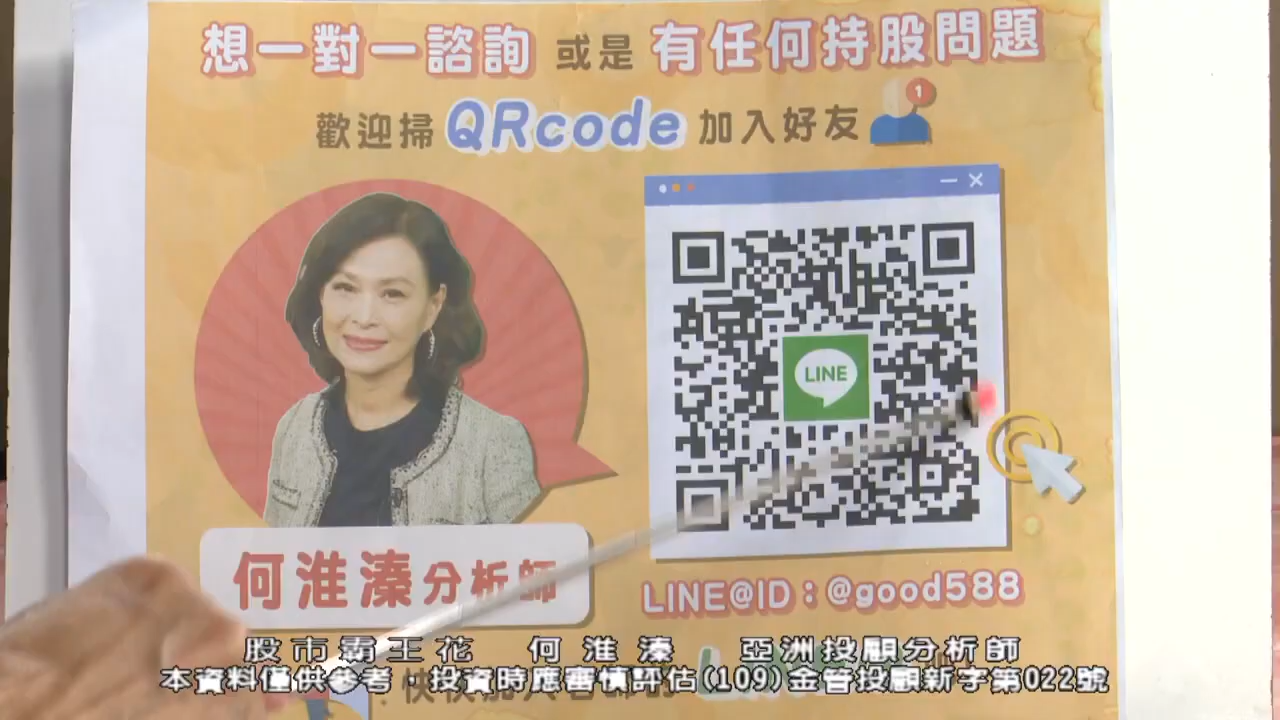 想一對一諮詢 或是 有任何持股問題
歡迎掃 QRcode 加入好友
1
LINE
何淮溱分析師
LINE@ID：@good588
股市霸王花 何淮溱 亞洲投顧分析師
本資料僅供參考，投資時應審慎評估(109)金管投顧新字第022號